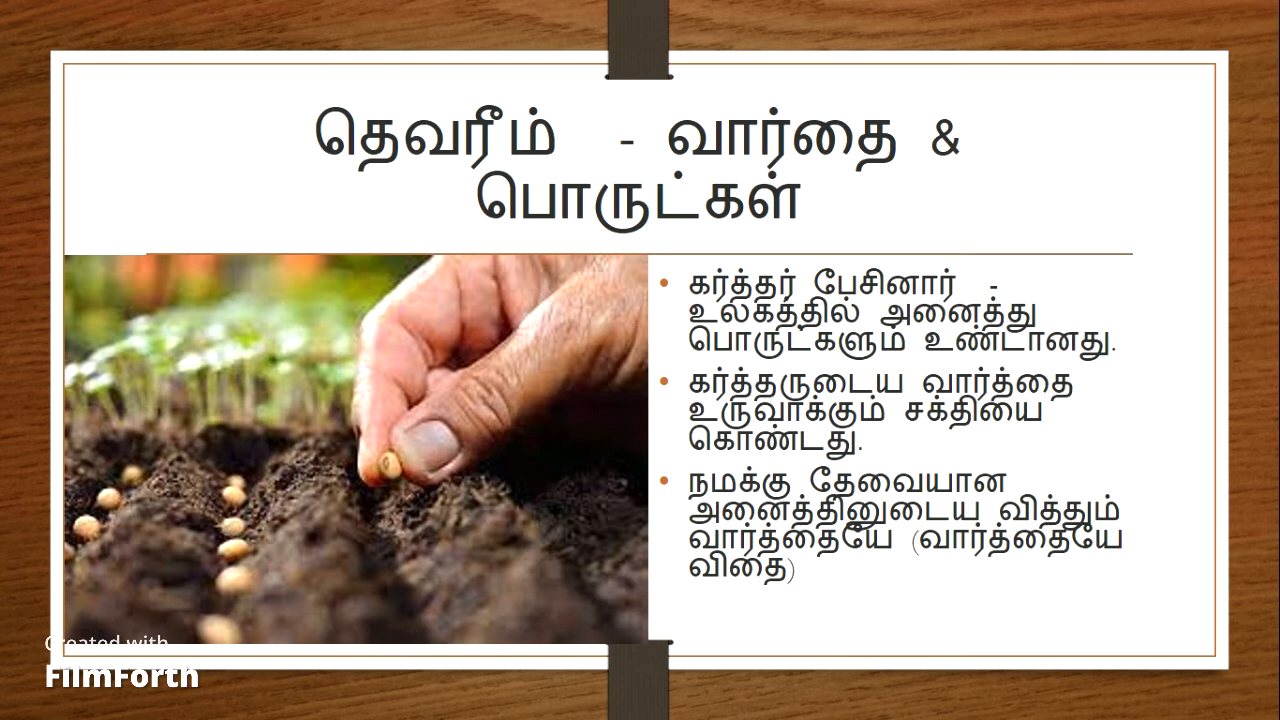 தெவரீம் - வார்தை &
பொருட்கள்
• கர்த்தர் பேசினார் -
உலகத்தில் அனைத்து
பொருட்களும் உண்டானது.
• கர்த்தருடைய வார்த்தை
உருவாக்கும் சக்தியை
கொண்டது.
• நமக்கு தேவையான
அனைத்தினுடைய வித்தும்
வார்த்தையே (வார்த்தையே
விதை)
Created with
FilmForth